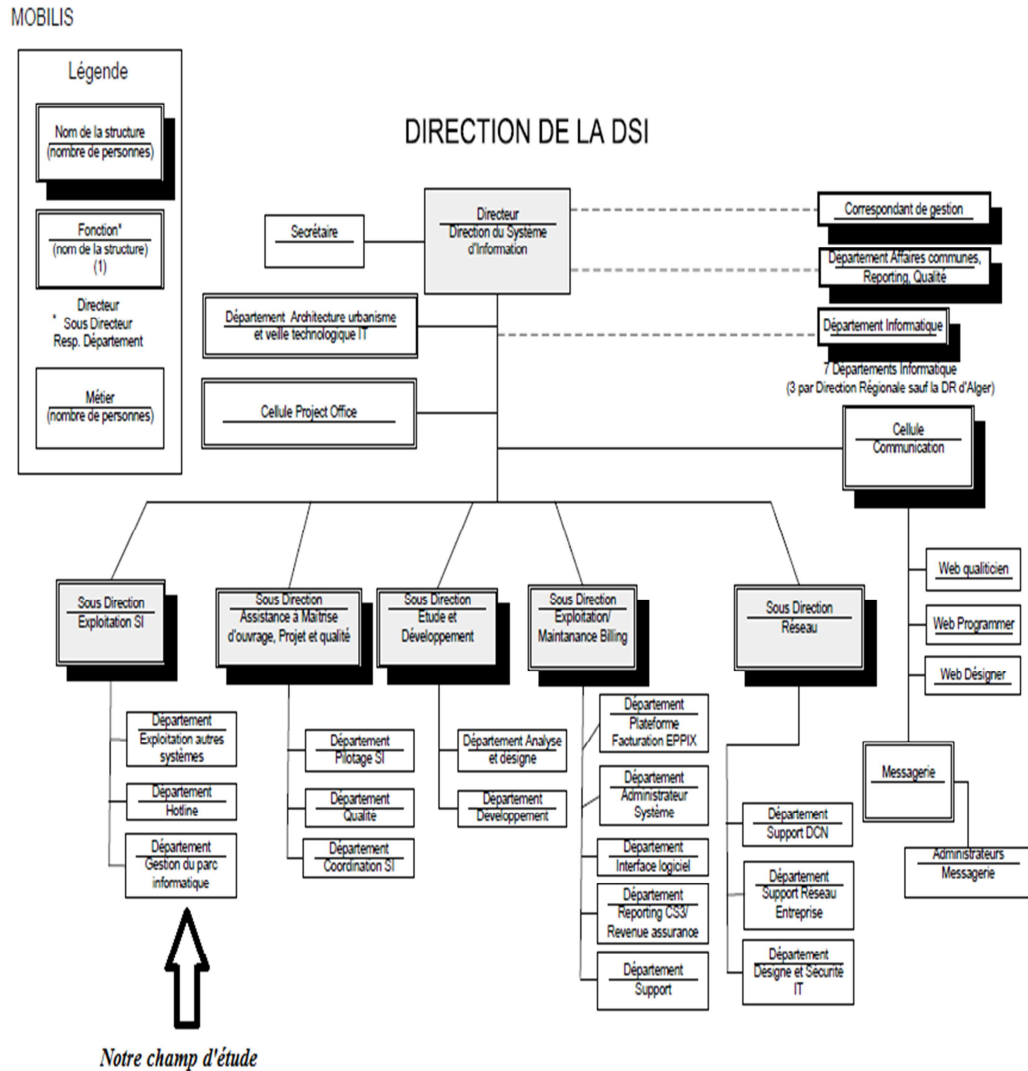 MOBILIS
Légende
Nom de la structure
(nombre de personnes)
Fonction*
(nom de la structure)
(1)
Directeur
* Sous Directeur
Resp. Département
Métier
(nombre de personnes)
DIRECTION DE LA DSI
Secrétaire
Directeur
Direction du Système
d'Information
Correspondant de gestion
Département Affaires communes,
Reporting, Qualité
Département Architecture urbanisme
et veille technologique IT
Département Informatique
7 Départements Informatique
(3 par Direction Régionale sauf la DR d'Alger)
Cellule Project Office
Cellule
Communication
Web qualiticien
Web Programmer
Web Désigner
Messagerie
Administrateurs
Messagerie
Sous Direction
Exploitation SI
Département
Exploitation autres
systèmes
Département
Hotline
Département
Gestion du parc
informatique
Sous Direction
Assistance à Maitrise
d'ouvrage, Projet et qualité
Département
Pilotage SI
Département
Qualité
Département
Coordination SI
Sous Direction
Etude et
Développement
Département Analyse
et designe
Département
Developpement
Sous Direction
Exploitation/
Maintanance Billing
Département
Plateforme
Facturation EPPIX
Département
Administrateur
Système
Département
Interface logiciel
Département
Reporting CS3/
Revenue assurance
Département
Support
Sous Direction
Réseau
Département
Support DCN
Département
Support Reseau
Entreprise
Département
Désigne et Sécurité
IT
Notre champ d'étude